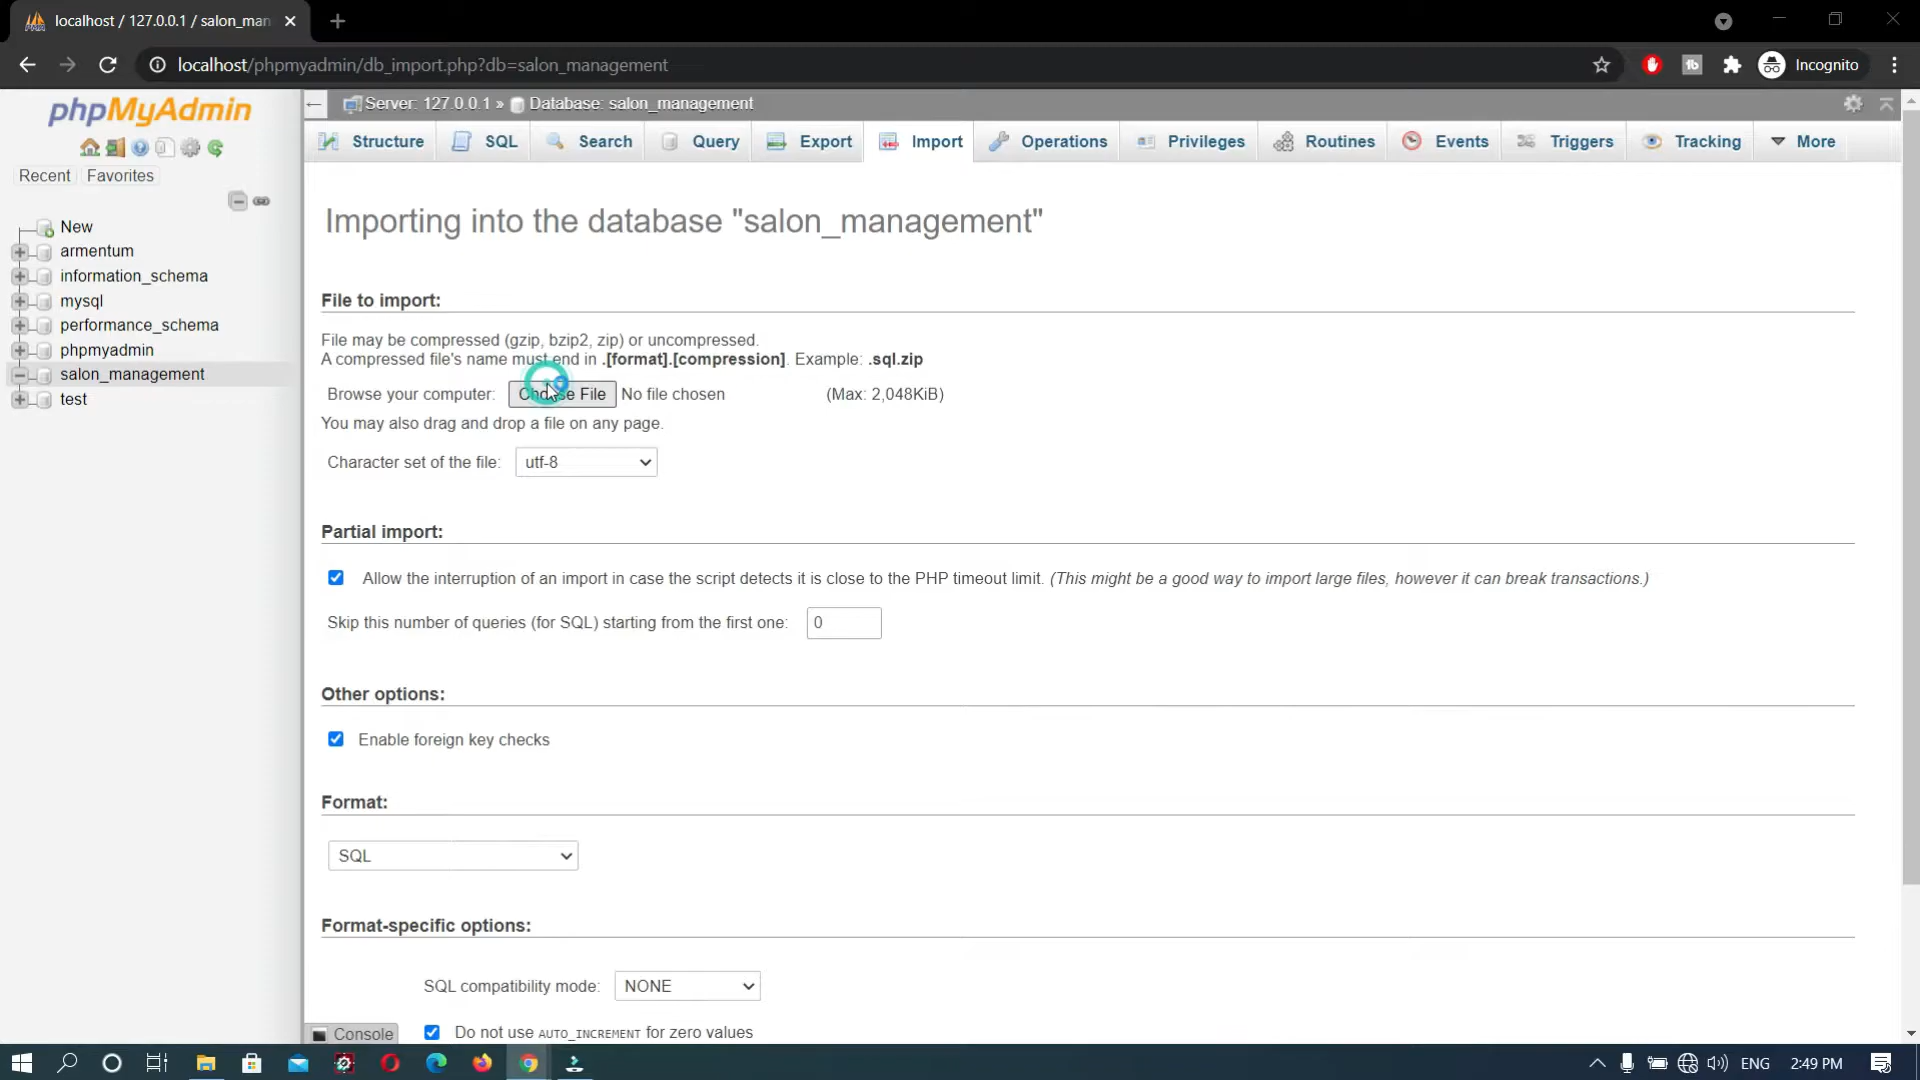 localhost / 127.0.0.1 / salon_man
localhost/phpmyadmin/db_import.php?db=salon_management
Incognito
phpMyAdmin
Recent Favorites
New
armentum
information_schema
mysql
performance_schema
phpmyadmin
salon_management
test
Server: 127.0.0.1 » Database: salon_management
Structure SQL Search Query Export Import Operations Privileges Routines Events Triggers Tracking More
Importing into the database "salon_management"
File to import:
File may be compressed (gzip, bzip2, zip) or uncompressed.
A compressed file's name must end in .[format].[compression]. Example: .sql.zip
Browse your computer: Choose File No file chosen (Max: 2,048KiB)
You may also drag and drop a file on any page.
Character set of the file: utf-8
Partial import:
Allow the interruption of an import in case the script detects it is close to the PHP timeout limit. (This might be a good way to import large files, however it can break transactions.)
Skip this number of queries (for SQL) starting from the first one: 0
Other options:
Enable foreign key checks
Format:
SQL
Format-specific options:
SQL compatibility mode: NONE
Console
Do not use AUTO_INCREMENT for zero values
ENG 2:49 PM